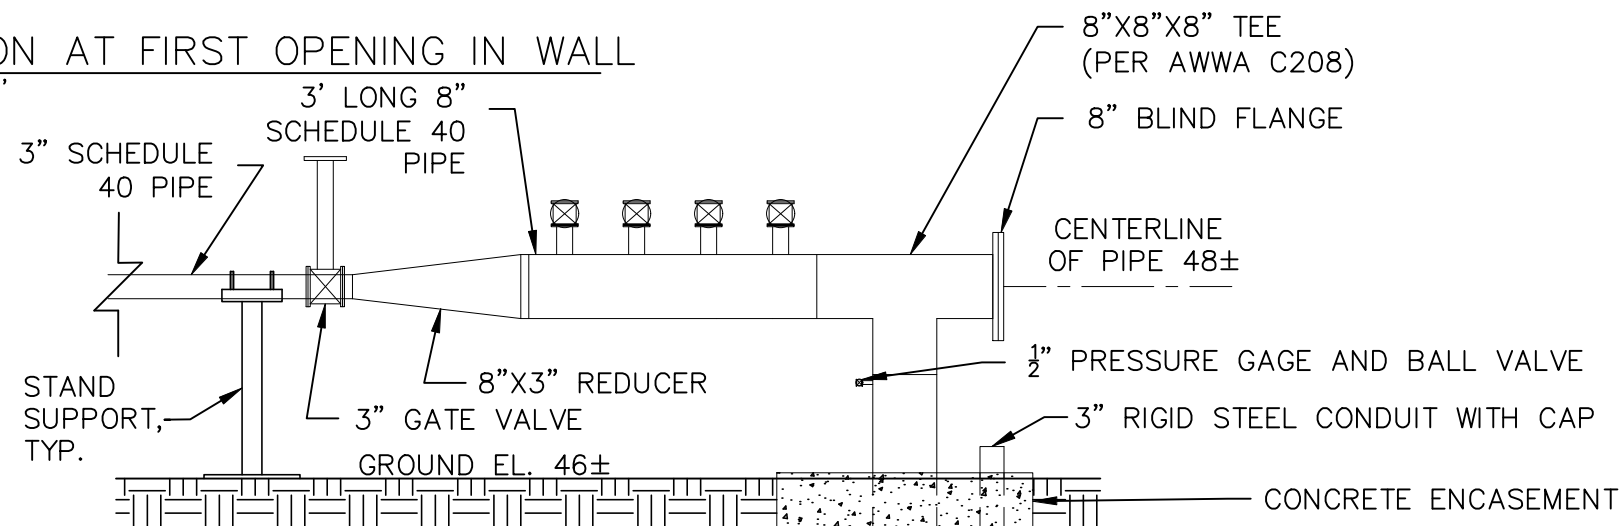 ON AT FIRST OPENING IN WALL
8"X8"X8" TEE
(PER AWWA C208)
3' LONG 8"
SCHEDULE 40
PIPE
8" BLIND FLANGE
3" SCHEDULE
40 PIPE
CENTERLINE
OF PIPE 48±
½" PRESSURE GAGE AND BALL VALVE
STAND
SUPPORT,
TYP.
8"X3" REDUCER
3" GATE VALVE
3" RIGID STEEL CONDUIT WITH CAP
GROUND EL. 46±
CONCRETE ENCASEMENT